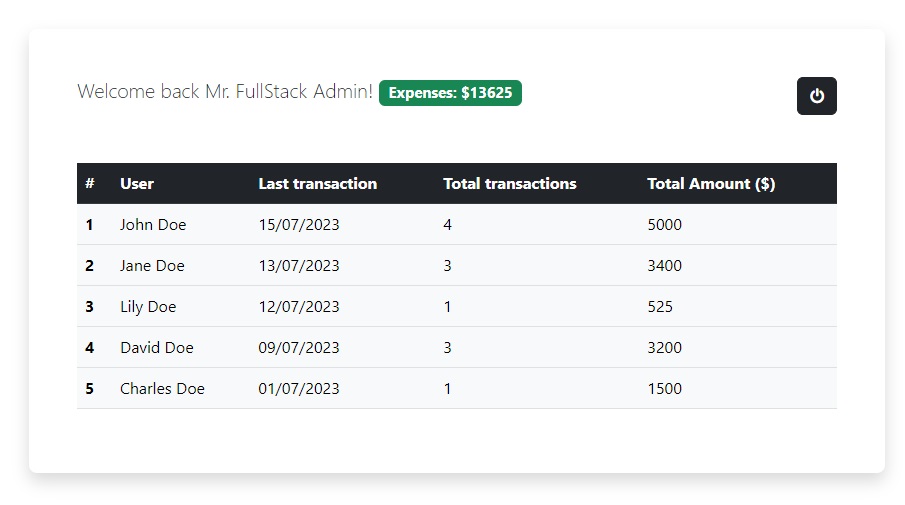 Welcome back Mr. FullStack Admin! Expenses: $13625
# User Last transaction Total transactions Total Amount ($)
1 John Doe 15/07/2023 4 5000
2 Jane Doe 13/07/2023 3 3400
3 Lily Doe 12/07/2023 1 525
4 David Doe 09/07/2023 3 3200
5 Charles Doe 01/07/2023 1 1500